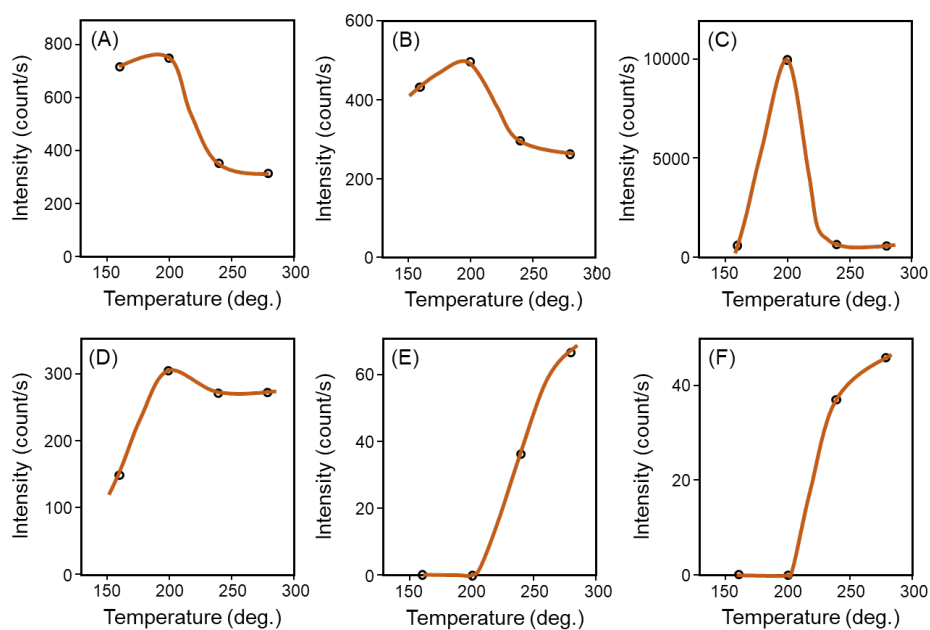 (A)
Intensity (count/s)
800
600
400
200
0
150 200 250 300
Temperature (deg.)
(B)
Intensity (count/s)
600
400
200
0
150 200 250 300
Temperature (deg.)
(C)
Intensity (count/s)
10000
5000
0
150 200 250 300
Temperature (deg.)
(D)
Intensity (count/s)
300
200
100
0
150 200 250 300
Temperature (deg.)
(E)
Intensity (count/s)
60
40
20
0
150 200 250 300
Temperature (deg.)
(F)
Intensity (count/s)
40
20
0
150 200 250 300
Temperature (deg.)